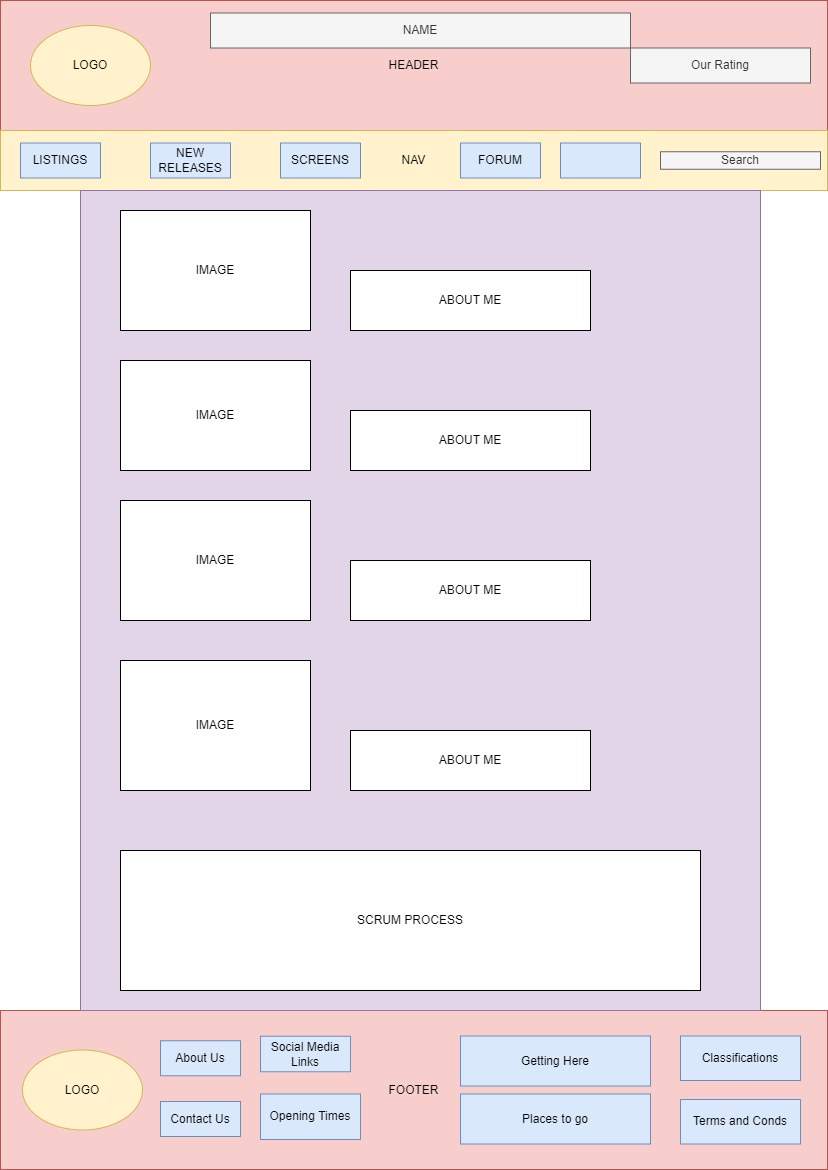 NAME
LOGO
HEADER
Our Rating
LISTINGS
NEW
RELEASES
SCREENS
NAV
FORUM
Search
IMAGE
ABOUT ME
IMAGE
ABOUT ME
IMAGE
ABOUT ME
IMAGE
ABOUT ME
SCRUM PROCESS
LOGO
About Us
Social Media
Links
Contact Us
Opening Times
FOOTER
Getting Here
Places to go
Classifications
Terms and Conds